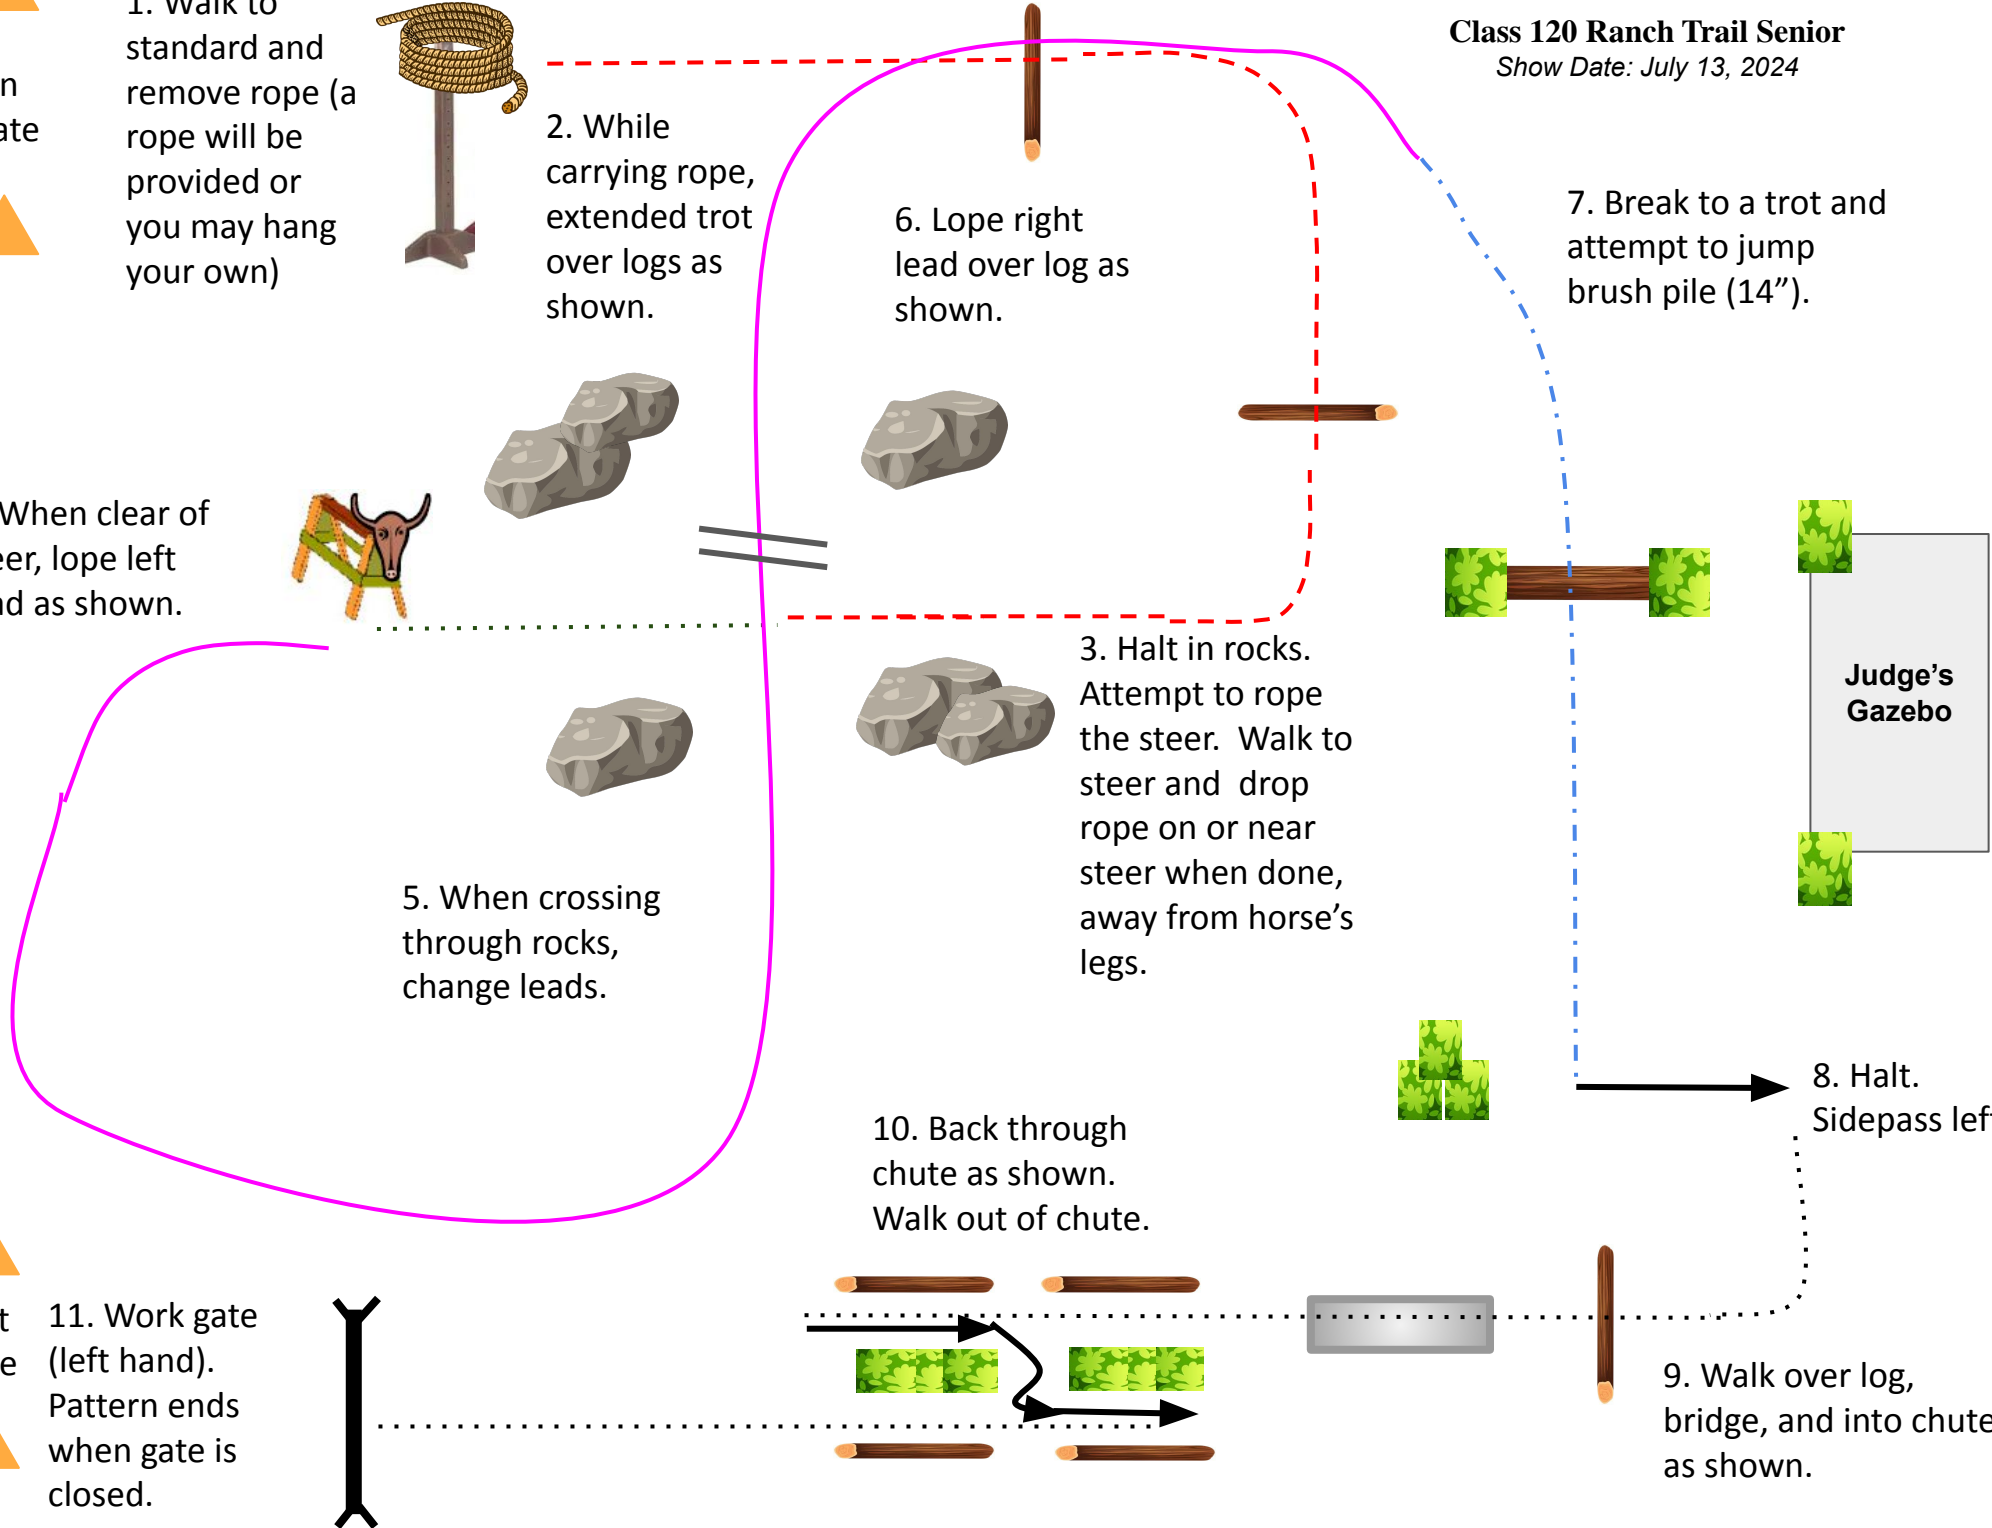 Class 120 Ranch Trail Senior
Show Date: July 13, 2024
1. Walk to
standard and
remove rope (a
rope will be
provided or
you may hang
your own)
2. While
carrying rope,
extended trot
over logs as
shown.
6. Lope right
lead over log as
shown.
7. Break to a trot and
attempt to jump
brush pile (14”).
When clear of
lope left
as shown.
3. Halt in rocks.
Attempt to rope
the steer. Walk to
steer and drop
rope on or near
steer when done,
away from horse’s
legs.
Judge’s
Gazebo
5. When crossing
through rocks,
change leads.
8. Halt.
Sidepass
10. Back through
chute as shown.
Walk out of chute.
11. Work gate
(left hand).
Pattern ends
when gate is
closed.
9. Walk over log,
bridge, and into chute
as shown.